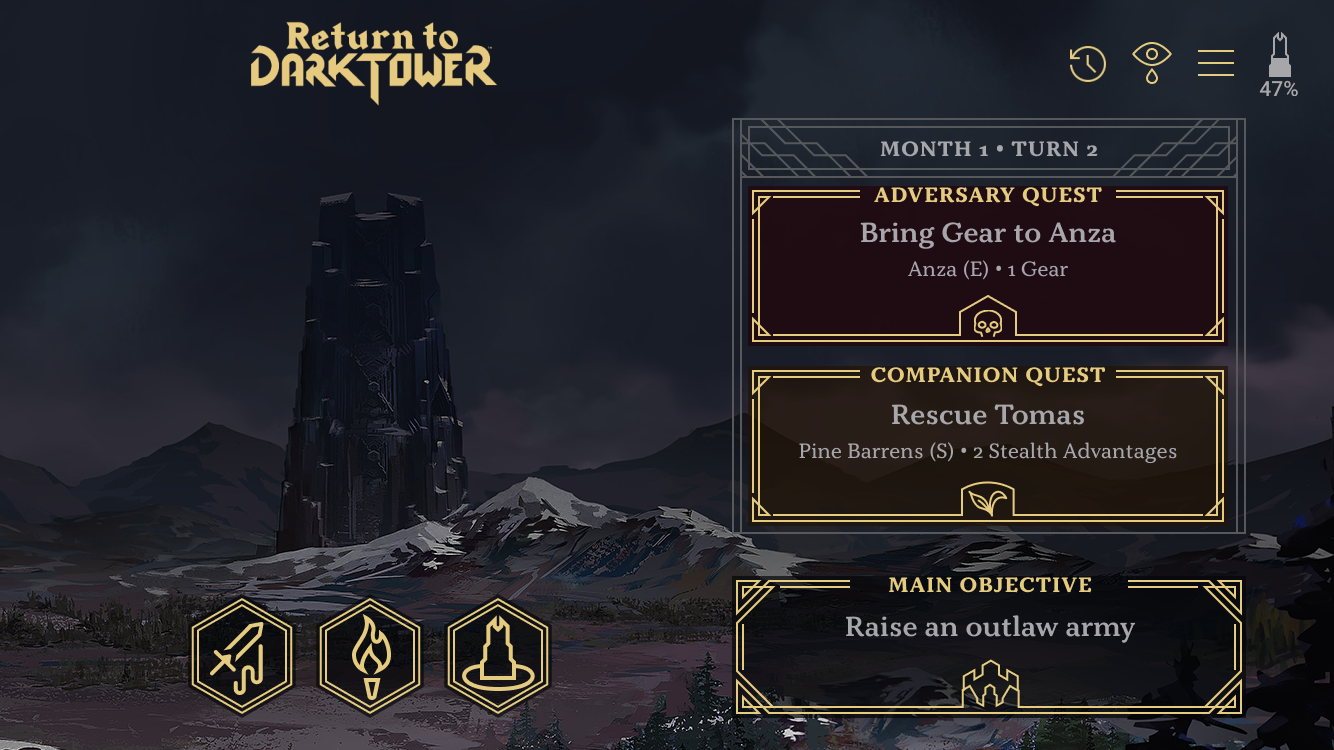 Return to
DARKTOWER™
47%
MONTH 1 • TURN 2
ADVERSARY QUEST
Bring Gear to Anza
Anza (E) • 1 Gear
COMPANION QUEST
Rescue Tomas
Pine Barrens (S) • 2 Stealth Advantages
MAIN OBJECTIVE
Raise an outlaw army